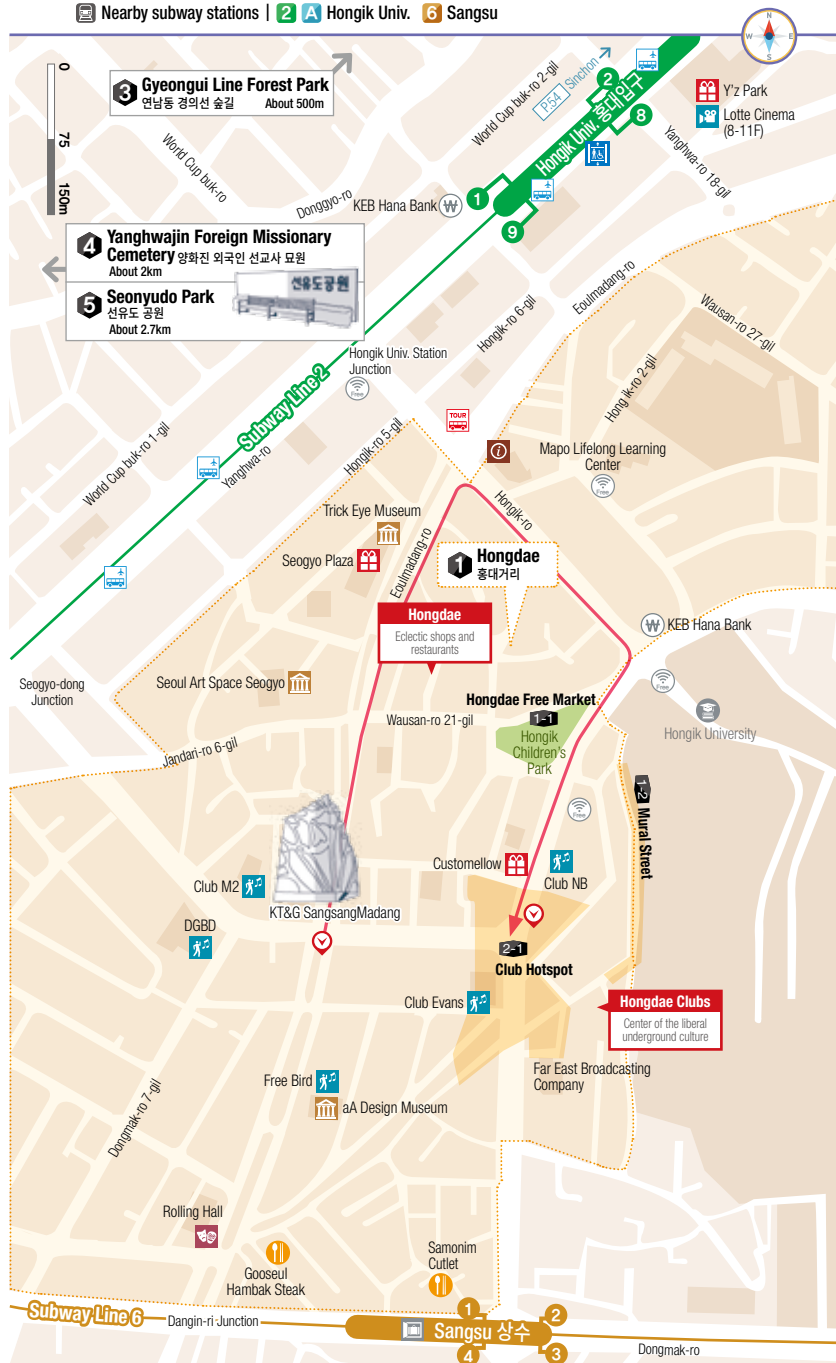 Nearby subway stations | 2 A Hongik Univ. 6 Sangsu
N
W E
S
0
75
150m
3 Gyeongui Line Forest Park
연남동 경의선 숲길 About 500m
World Cup buk-ro 2-gil
P.54 Sinchon
2
Hongik Univ. 홍대입구
8
1
9
Y'z Park
Lotte Cinema
(8-11F)
Yanghwa-ro 18-gil
World Cup buk-ro
Donggyo-ro
KEB Hana Bank
4 Yanghwajin Foreign Missionary
Cemetery 양화진 외국인 선교사 묘원
About 2km
5 Seonyudo Park
선유도 공원
About 2.7km
선유도공원
Eoulmadang-ro
Hongik-ro 6-gil
Wausan-ro 27-gil
Hongik Univ. Station
Junction
Free
Hong ik-ro 2-gil
Subway Line 2
World Cup buk-ro 1-gil
Yanghwa-ro
Hongik-ro 5-gil
TOUR
Mapo Lifelong Learning
Center
Free
Hongik-ro
Trick Eye Museum
Seogyo Plaza
Eoulmadang-ro
1 Hongdae
홍대거리
Hongdae
Eclectic shops and
restaurants
KEB Hana Bank
Free
Seogyo-dong
Junction
Seoul Art Space Seogyo
Hongdae Free Market
1-1
Hongik
Children's
Park
Wausan-ro 21-gil
Hongik University
Jandari-ro 6-gil
Free
1-2 Mural Street
Customellow
Club NB
Club M2
KT&G SangsangMadang
DGBD
2-1
Club Hotspot
Club Evans
Hongdae Clubs
Center of the liberal
underground culture
Far East Broadcasting
Company
Free Bird
aA Design Museum
Dongmak-ro 7-gil
Rolling Hall
Gooseul
Hambak Steak
Samonim
Cutlet
Subway Line 6
Dangin-ri Junction
1
2
Sangsu 상수
4
3
Dongmak-ro